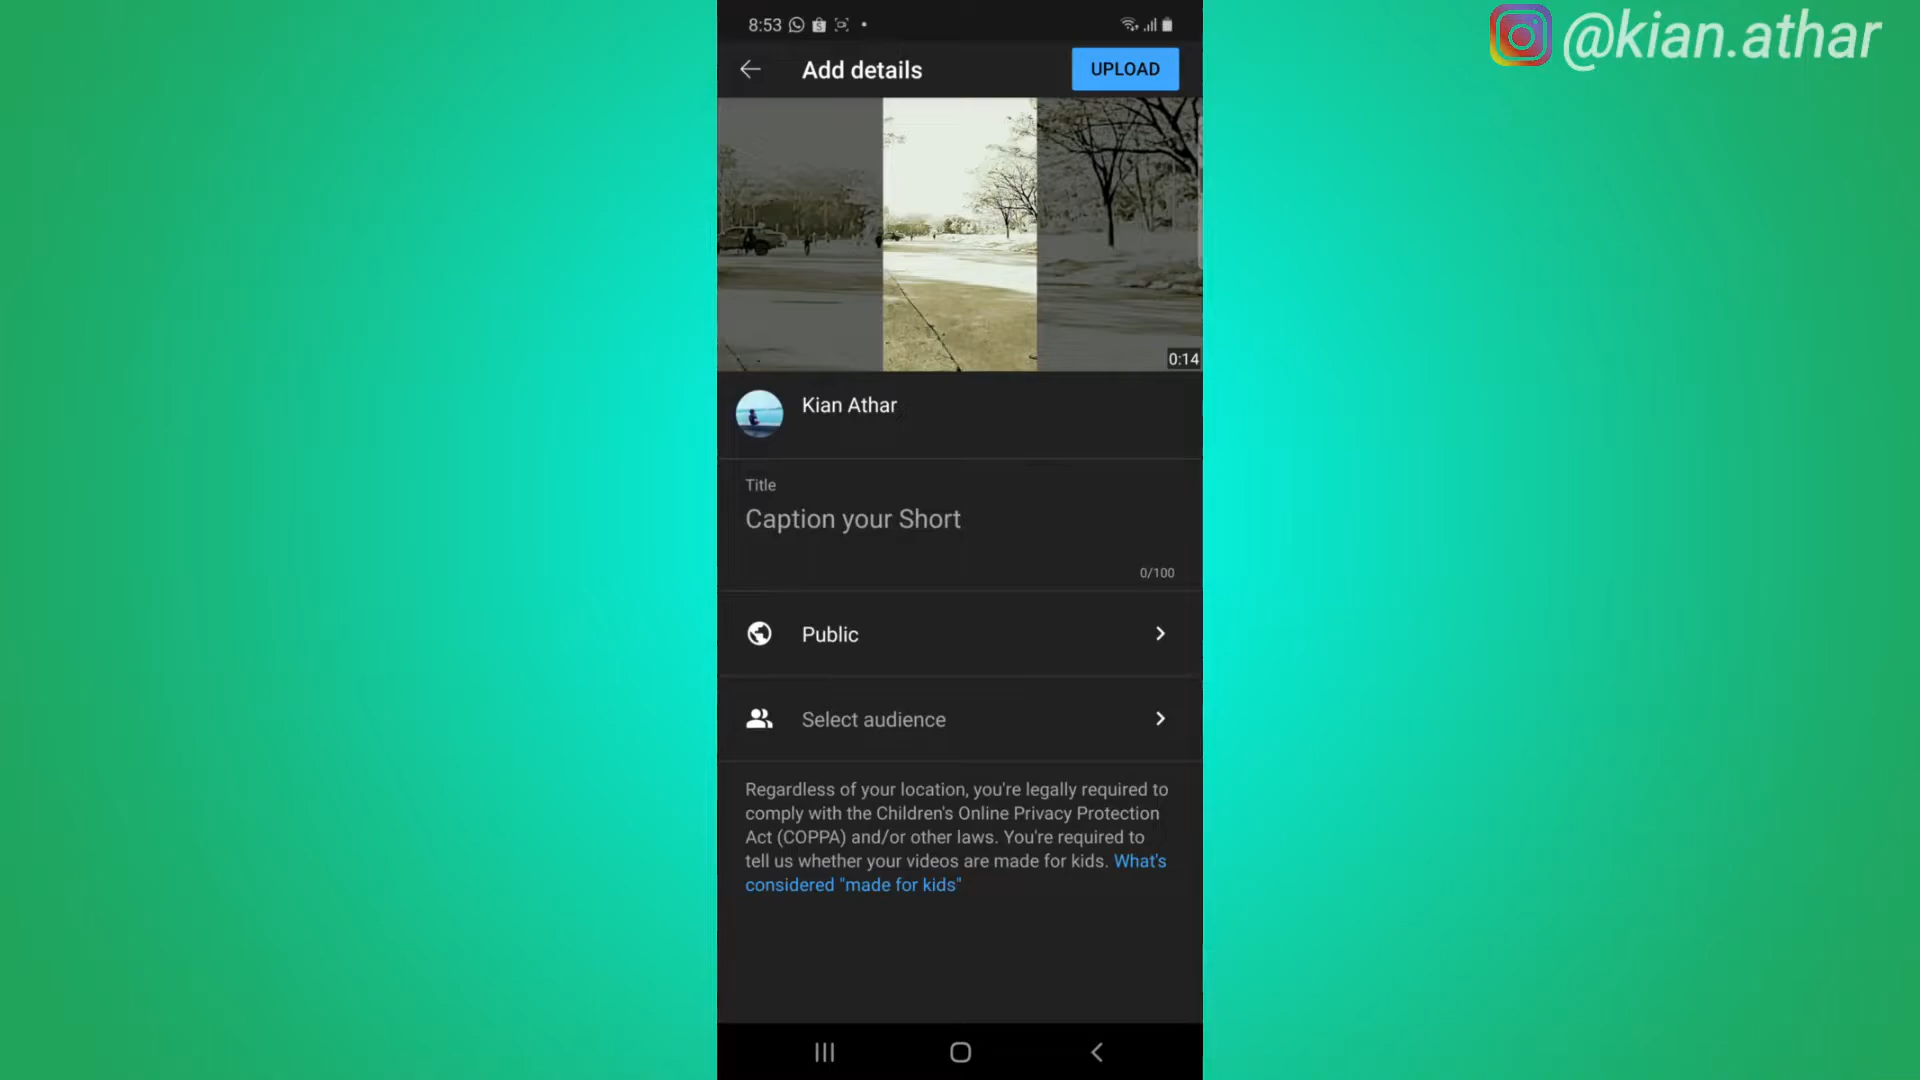 @kian.athar
8:53
Add details
UPLOAD
0:14
Kian Athar
Title
Caption your Short
0/100
Public
Select audience
Regardless of your location, you're legally required to
comply with the Children's Online Privacy Protection
Act (COPPA) and/or other laws. You're required to
tell us whether your videos are made for kids. What's
considered "made for kids"